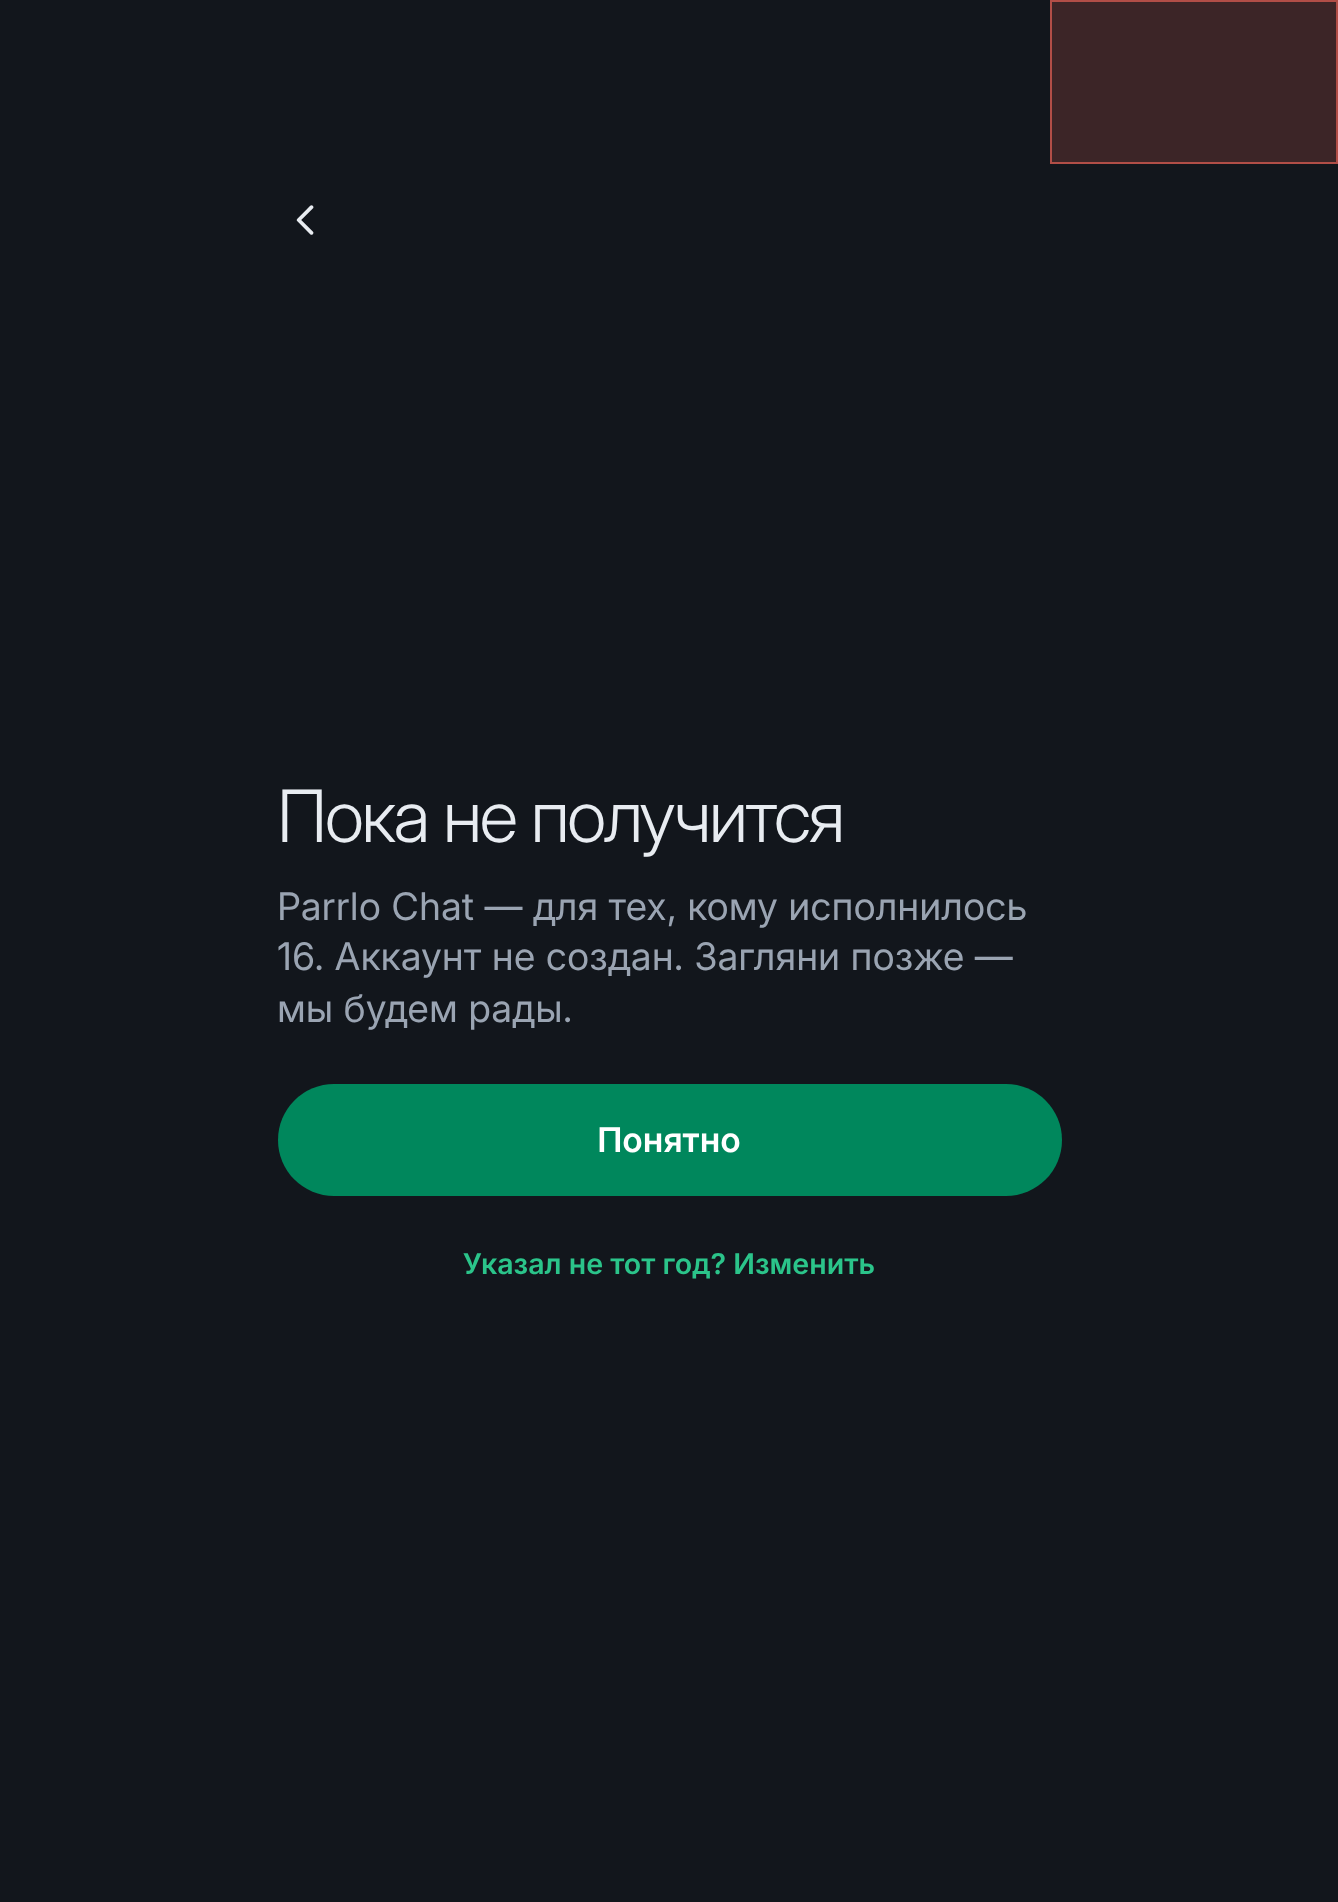 Пока не получится
Parrlo Chat — для тех, кому исполнилось
16. Аккаунт не создан. Загляни позже —
мы будем рады.
Понятно
Указал не тот год? Изменить